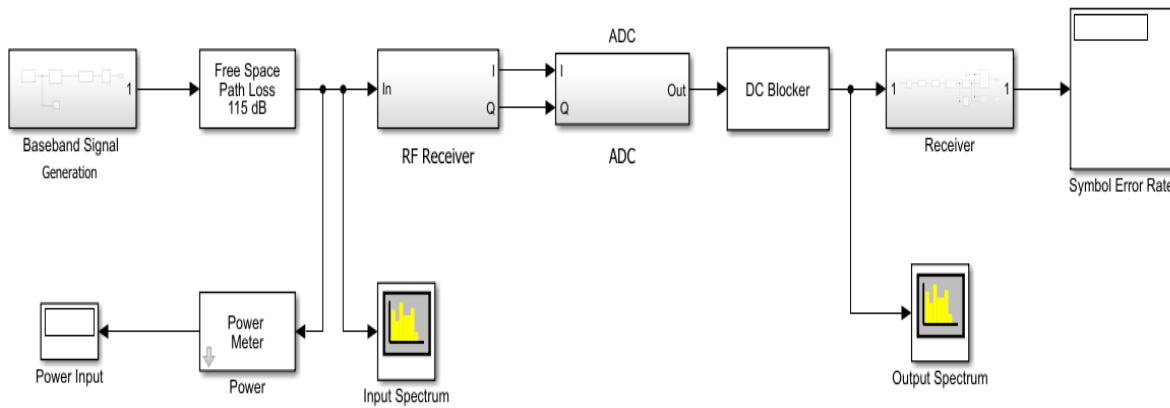 ADC
1
Free Space
Path Loss
115 dB
In
I
Q
I
Q
Out
DC Blocker
1
1
Baseband Signal
Generation
RF Receiver
ADC
Receiver
Symbol Error Rate
Power
Meter
Power Input
Power
Input Spectrum
Output Spectrum